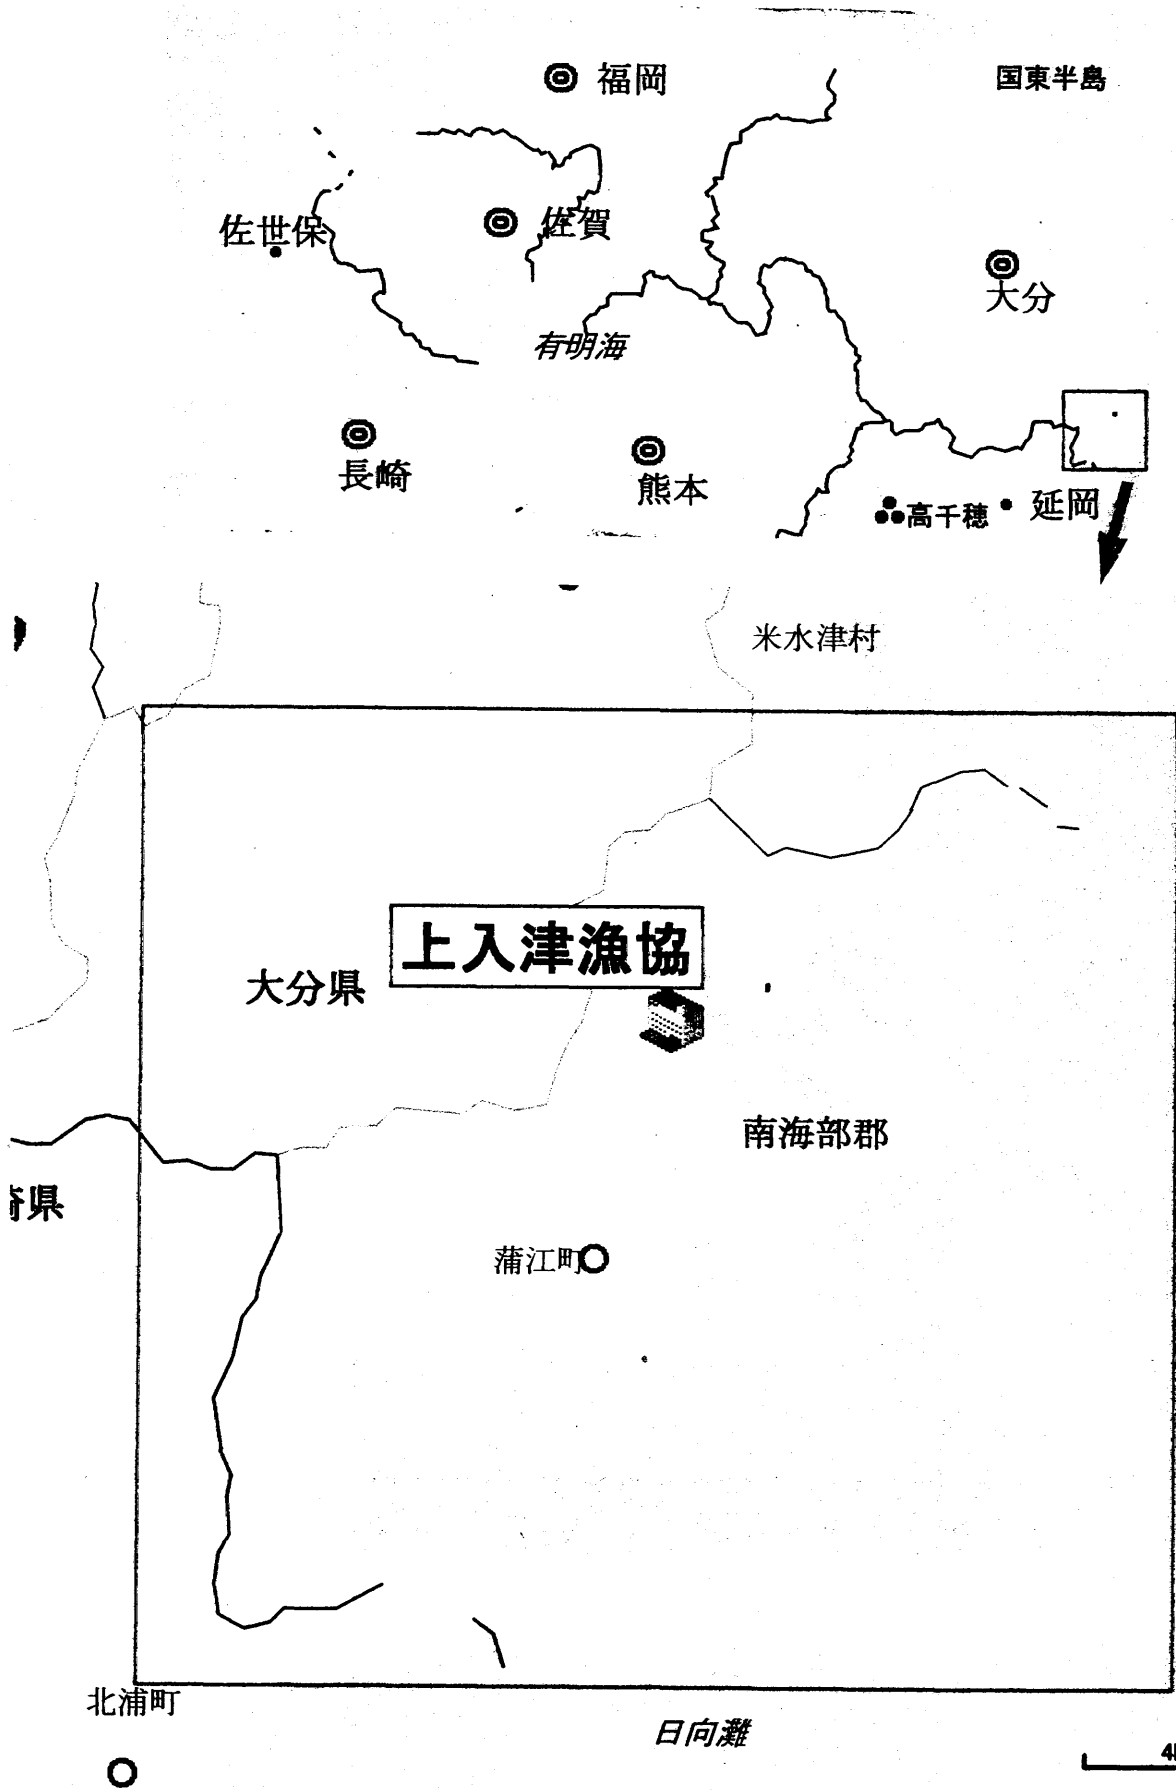 福岡
国東半島
佐世保
佐賀
大分
有明海
長崎
熊本
高千穂
延岡
米水津村
上入津漁協
大分県
南海部郡
県
蒲江町
北浦町
日向灘